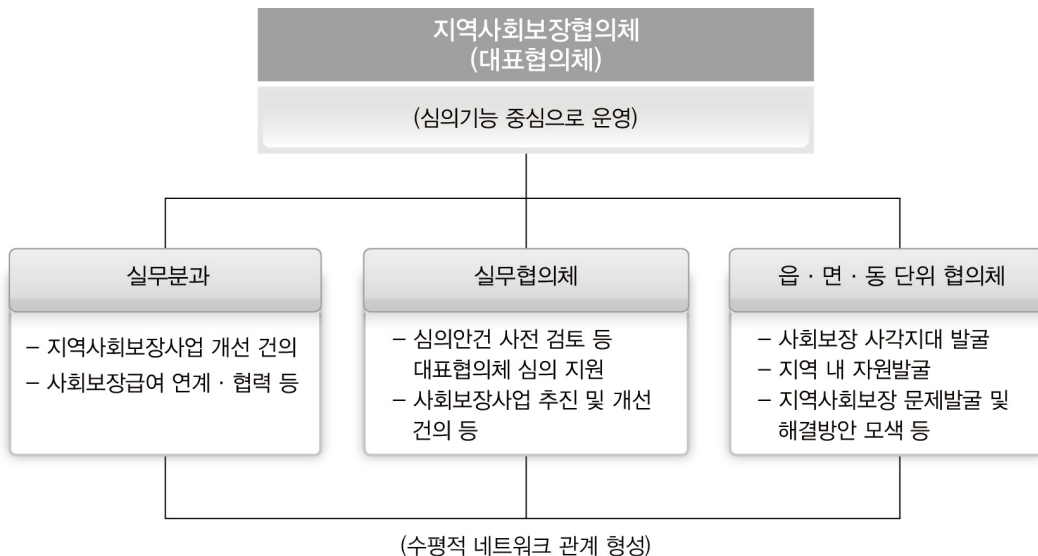 지역사회보장협의체
(대표협의체)
(심의기능 중심으로 운영)
실무분과
– 지역사회보장사업 개선 건의
– 사회보장급여 연계 · 협력 등
실무협의체
– 심의안건 사전 검토 등
대표협의체 심의 지원
– 사회보장사업 추진 및 개선
건의 등
읍 · 면 · 동 단위 협의체
– 사회보장 사각지대 발굴
– 지역 내 자원발굴
– 지역사회보장 문제발굴 및
해결방안 모색 등
(수평적 네트워크 관계 형성)